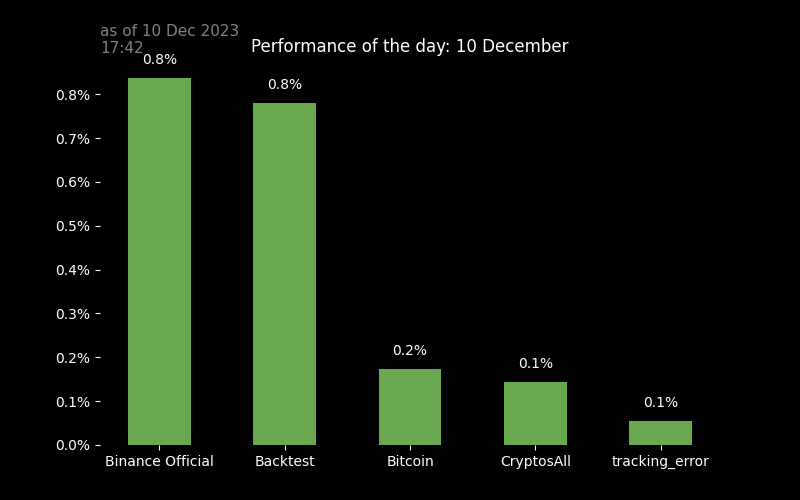 as of 10 Dec 2023
17:42
Performance of the day: 10 December
0.8%
0.8%
0.2%
0.1%
0.1%
0.8%
0.7%
0.6%
0.5%
0.4%
0.3%
0.2%
0.1%
0.0%
Binance Official
Backtest
Bitcoin
CryptosAll
tracking_error